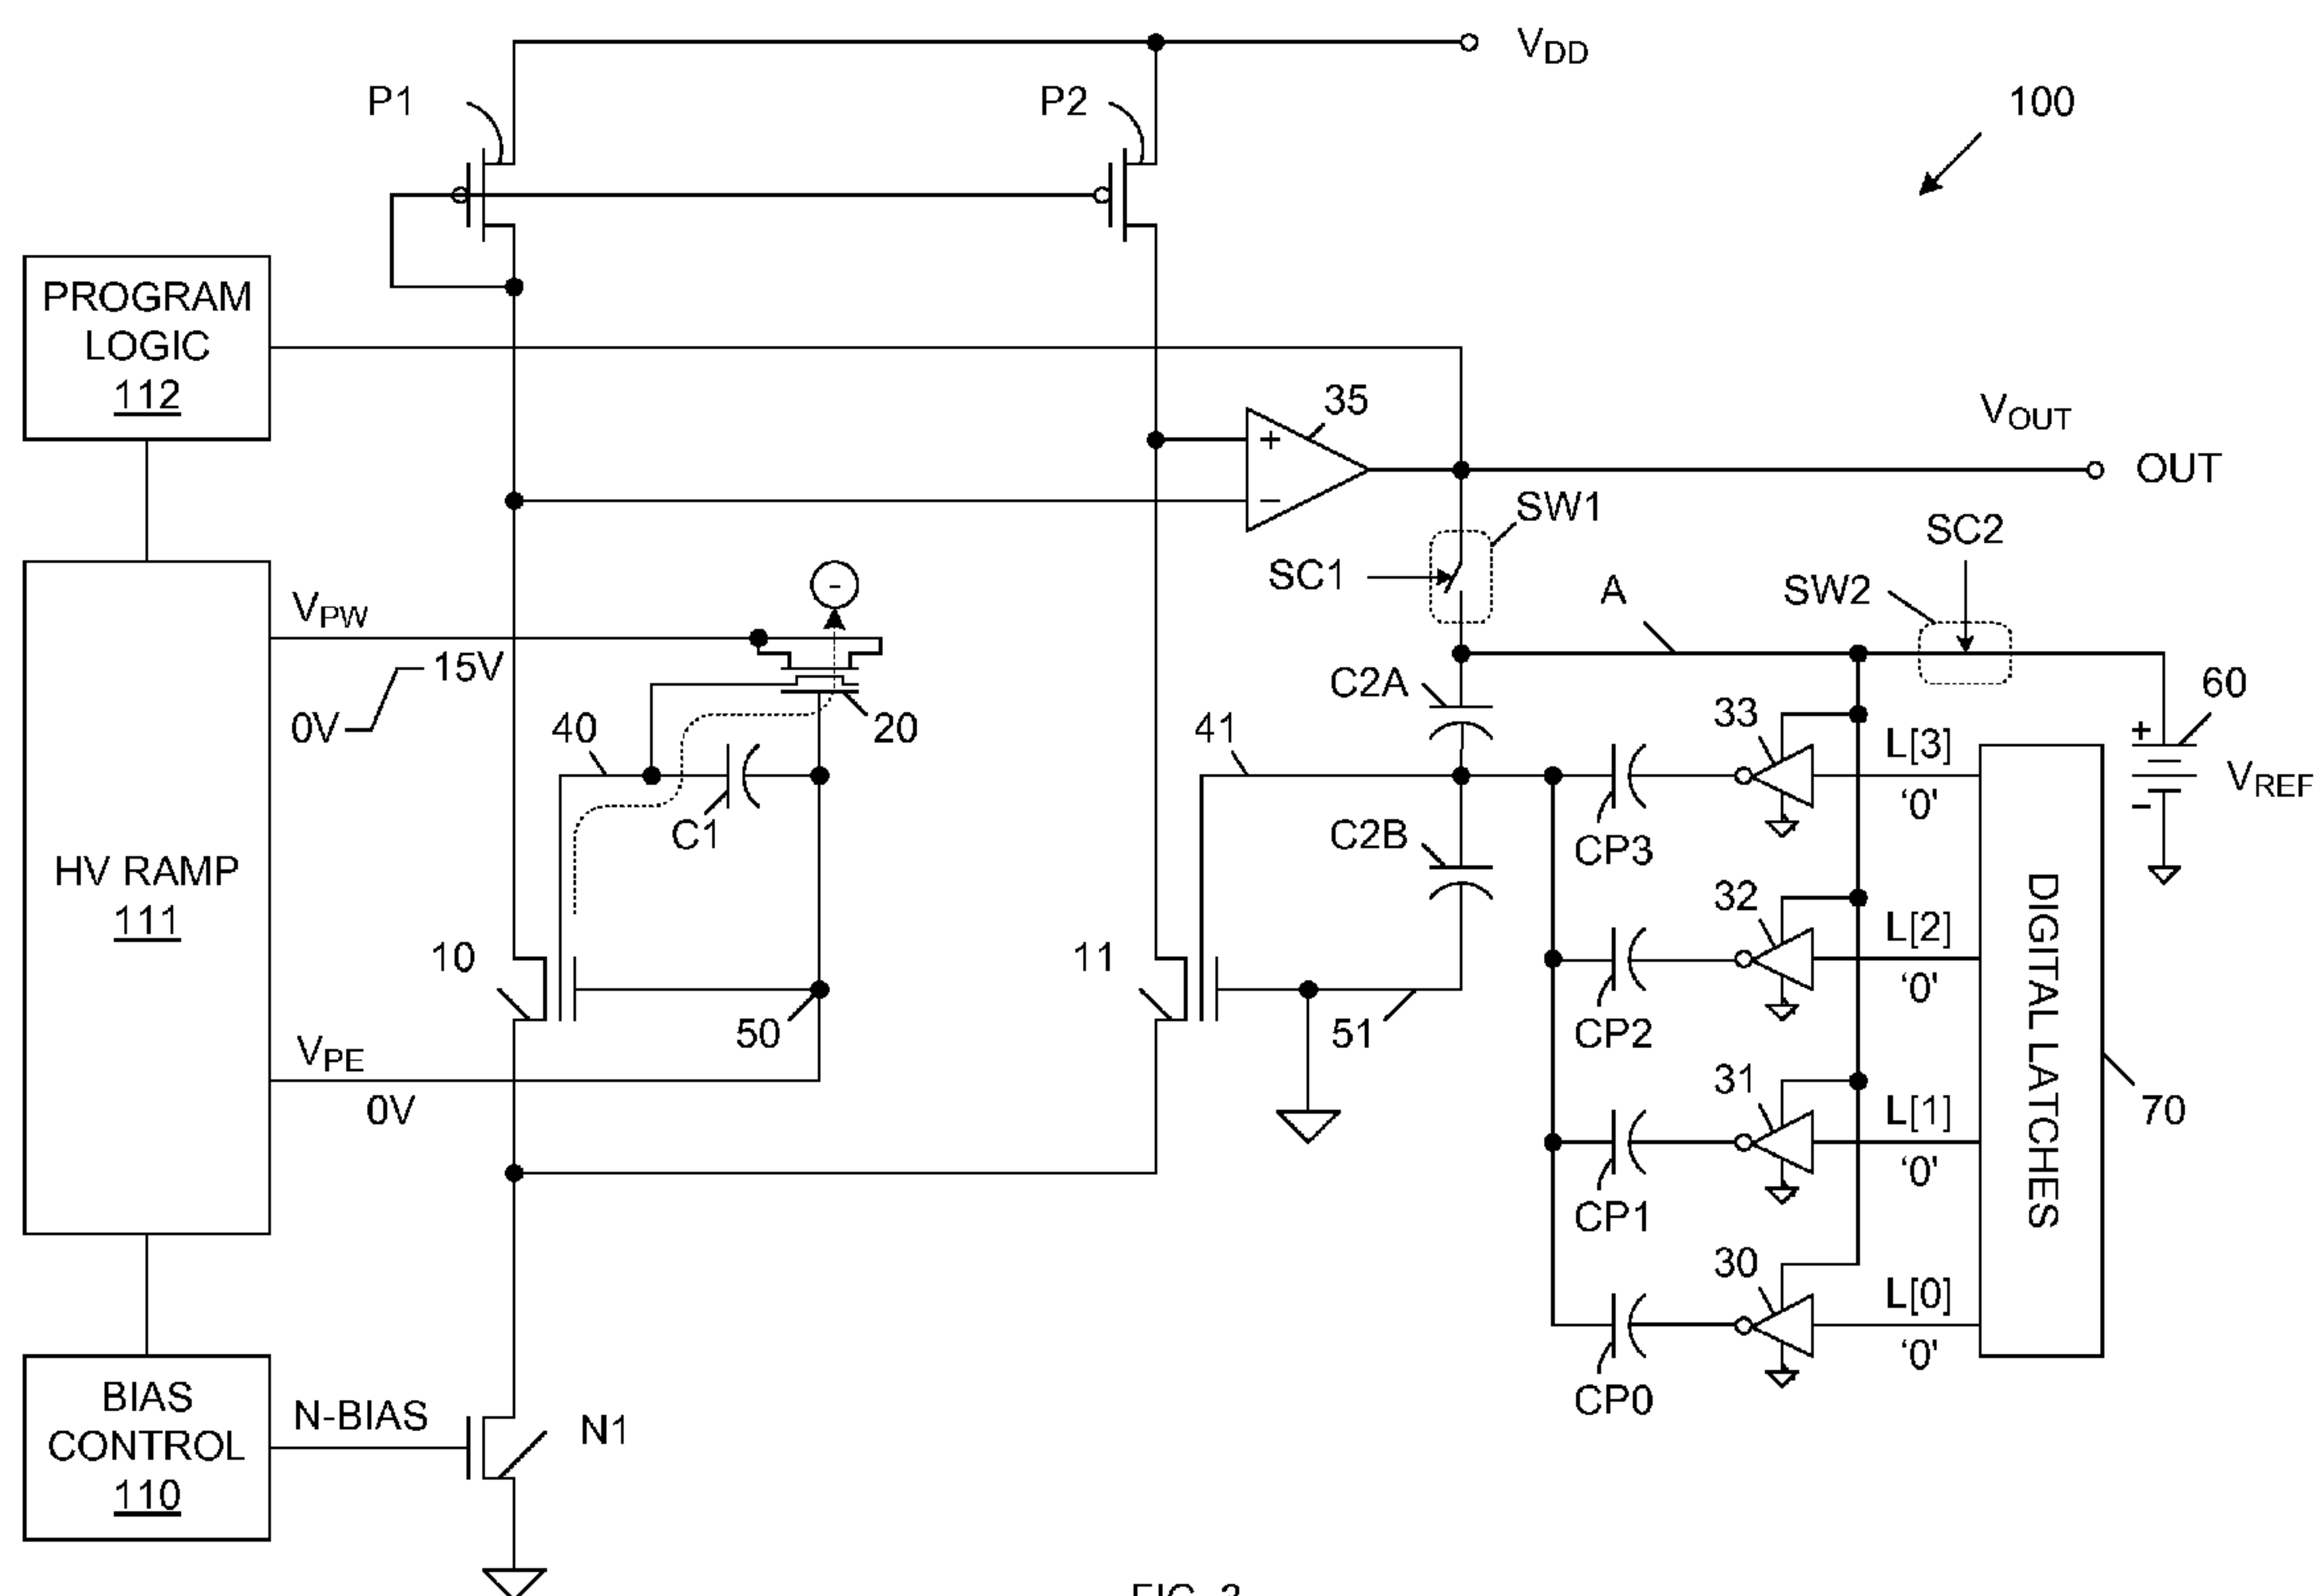 VDD
P1
P2
100
PROGRAM
LOGIC
112
35
VOUT
+
OUT
−
SW1
SC2
SC1
A
SW2
-
VPW
15V
C2A
60
0V
40
20
41
33
L[3]
+
VREF
'0'
−
C1
C2B
CP3
HV RAMP
111
32
L[2]
DIGITAL LATCHES
10
11
'0'
50
51
CP2
VPE
31
0V
L[1]
70
'0'
CP1
30
L[0]
'0'
BIAS
CONTROL
110
N-BIAS
N1
CP0